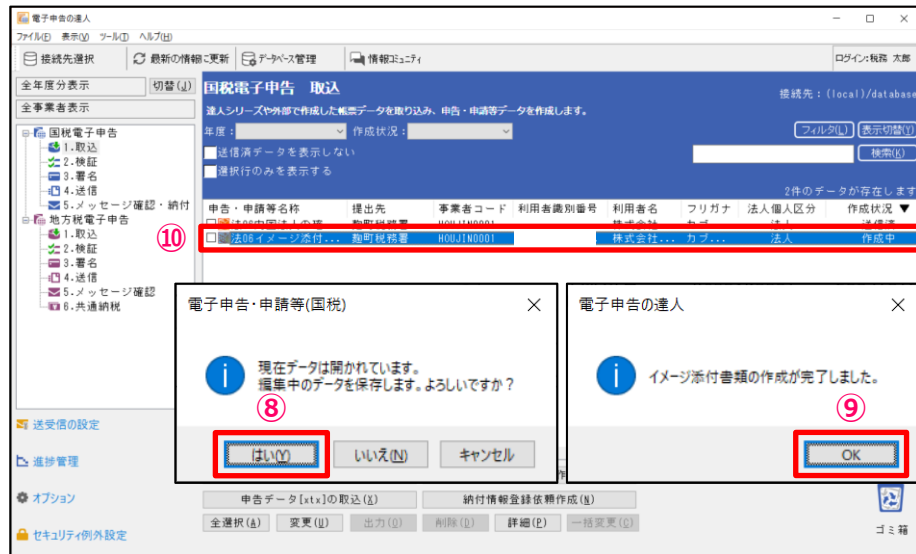 電子申告の達人
ファイル(F) 表示(V) ツール(T) ヘルプ(H)
接続先選択 最新の情報に更新 データベース管理 情報コミュニティ ログイン:税務 太郎
全年度分表示 切替(J)
全事業者表示
国税電子申告
1.取込
2.検証
3.署名
4.送信
5.メッセージ確認・納付
地方税電子申告
1.取込
2.検証
3.署名
4.送信
5.メッセージ確認
6.共通納税
送受信の設定
進捗管理
オプション
セキュリティ例外設定
国税電子申告 取込
接続先:(local)/database
達人シリーズや外部で作成した帳票データを取り込み、申告・申請等データを作成します。
年度: 作成状況: フィルタ(L) 表示切替(Y)
送信済データを表示しない 検索(K)
選択行のみを表示する
2件のデータが存在します
申告・申請等名称 提出先 事業者コード 利用者識別番号 利用者名 フリガナ 法人個人区分 作成状況 ▼
⑩
法06イメージ添付... 麹町税務署 HOUJIN0001 株式会社... カブ... 法人 作成中
電子申告・申請等(国税)
現在データは開かれています。
編集中のデータを保存します。よろしいですか?
⑧
はい(Y) いいえ(N) キャンセル
電子申告の達人
イメージ添付書類の作成が完了しました。
⑨
OK
申告データ[xtx]の取込(X) 納付情報登録依頼作成(N)
全選択(A) 変更(U) 出力(O) 削除(D) 詳細(P) 一括変更(C)
ゴミ箱